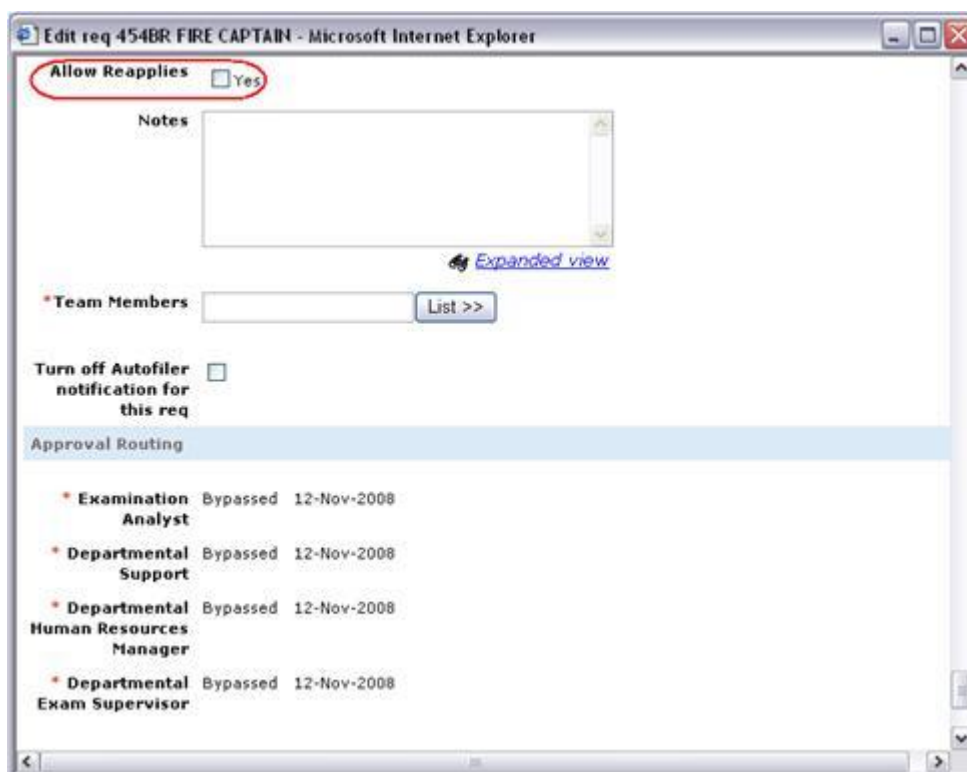 Edit req 454BR FIRE CAPTAIN - Microsoft Internet Explorer
Allow Reapplies Yes
Notes
Expanded view
*Team Members List >>
Turn off Autofiler
notification for
this req
Approval Routing
* Examination Bypassed 12-Nov-2008
Analyst
* Departmental Bypassed 12-Nov-2008
Support
* Departmental Bypassed 12-Nov-2008
Human Resources
Manager
* Departmental Bypassed 12-Nov-2008
Exam Supervisor